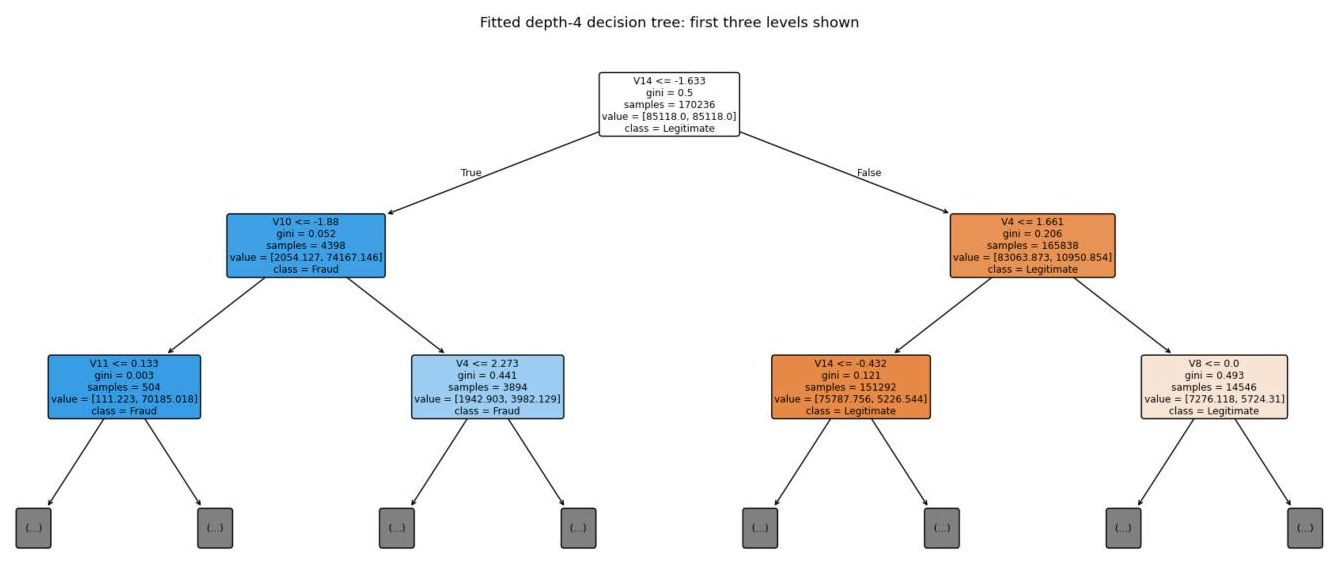 Fitted depth-4 decision tree: first three levels shown
V14 <= -1.633
gini = 0.5
samples = 170236
value = [85118.0, 85118.0]
class = Legitimate
True
False
V10 <= -1.88
gini = 0.052
samples = 4398
value = [2054.127, 74167.146]
class = Fraud
V4 <= 1.661
gini = 0.206
samples = 165838
value = [83063.873, 10950.854]
class = Legitimate
V11 <= 0.133
gini = 0.003
samples = 504
value = [111.223, 70185.018]
class = Fraud
V4 <= 2.273
gini = 0.441
samples = 3894
value = [1942.903, 3982.129]
class = Fraud
V14 <= -0.432
gini = 0.121
samples = 151292
value = [75787.756, 5226.544]
class = Legitimate
V8 <= 0.0
gini = 0.493
samples = 14546
value = [7276.118, 5724.31]
class = Legitimate
(...)
(...)
(...)
(...)
(...)
(...)
(...)
(...)